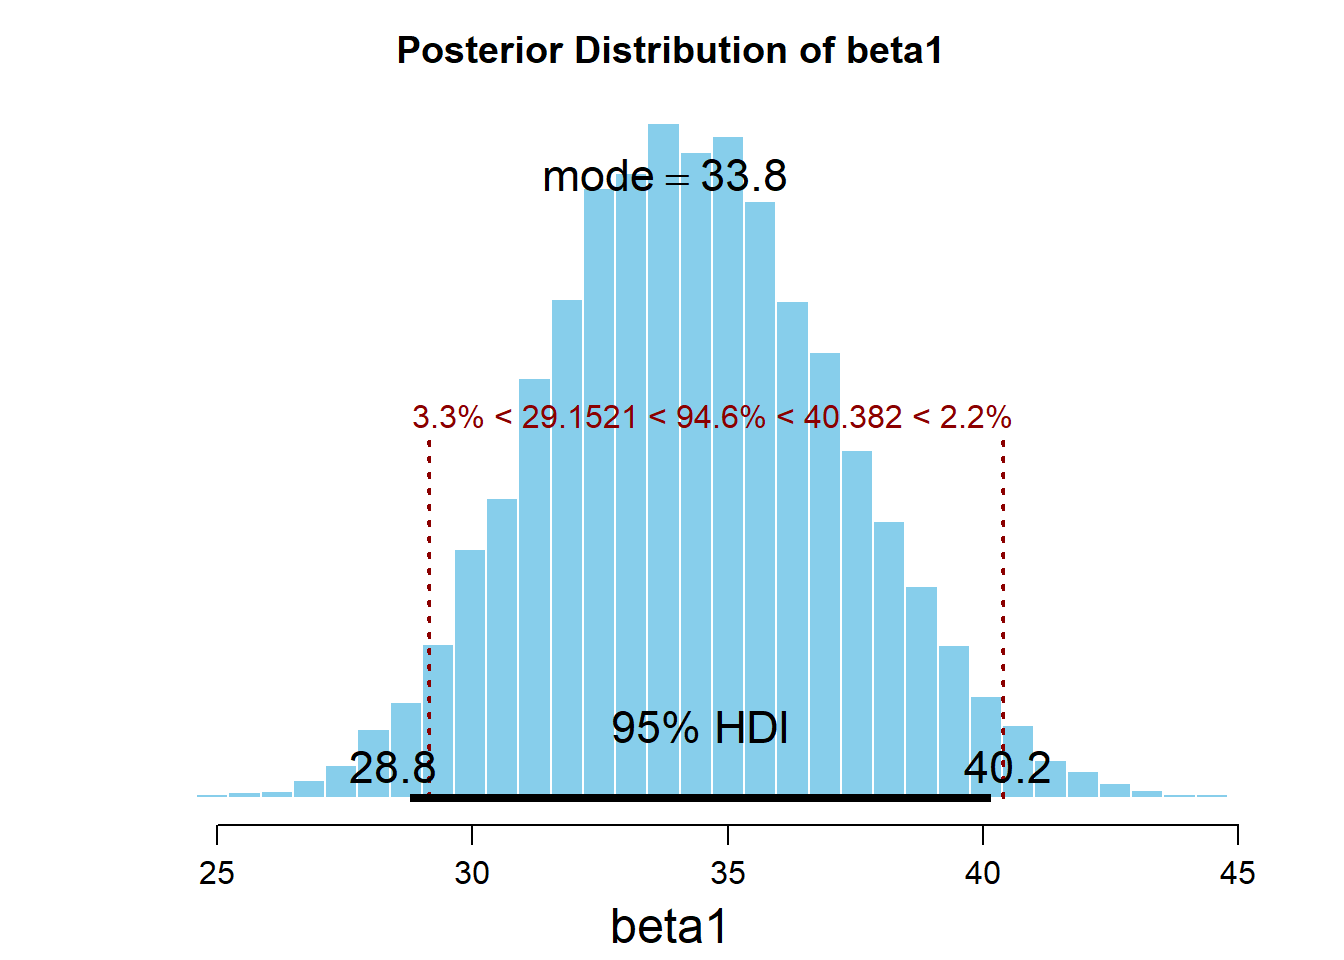 Posterior Distribution of beta1
mode = 33.8
3.3% < 29.1521 < 94.6% < 40.382 < 2.2%
95% HDI
28.8 40.2
25 30 35 40 45
beta1